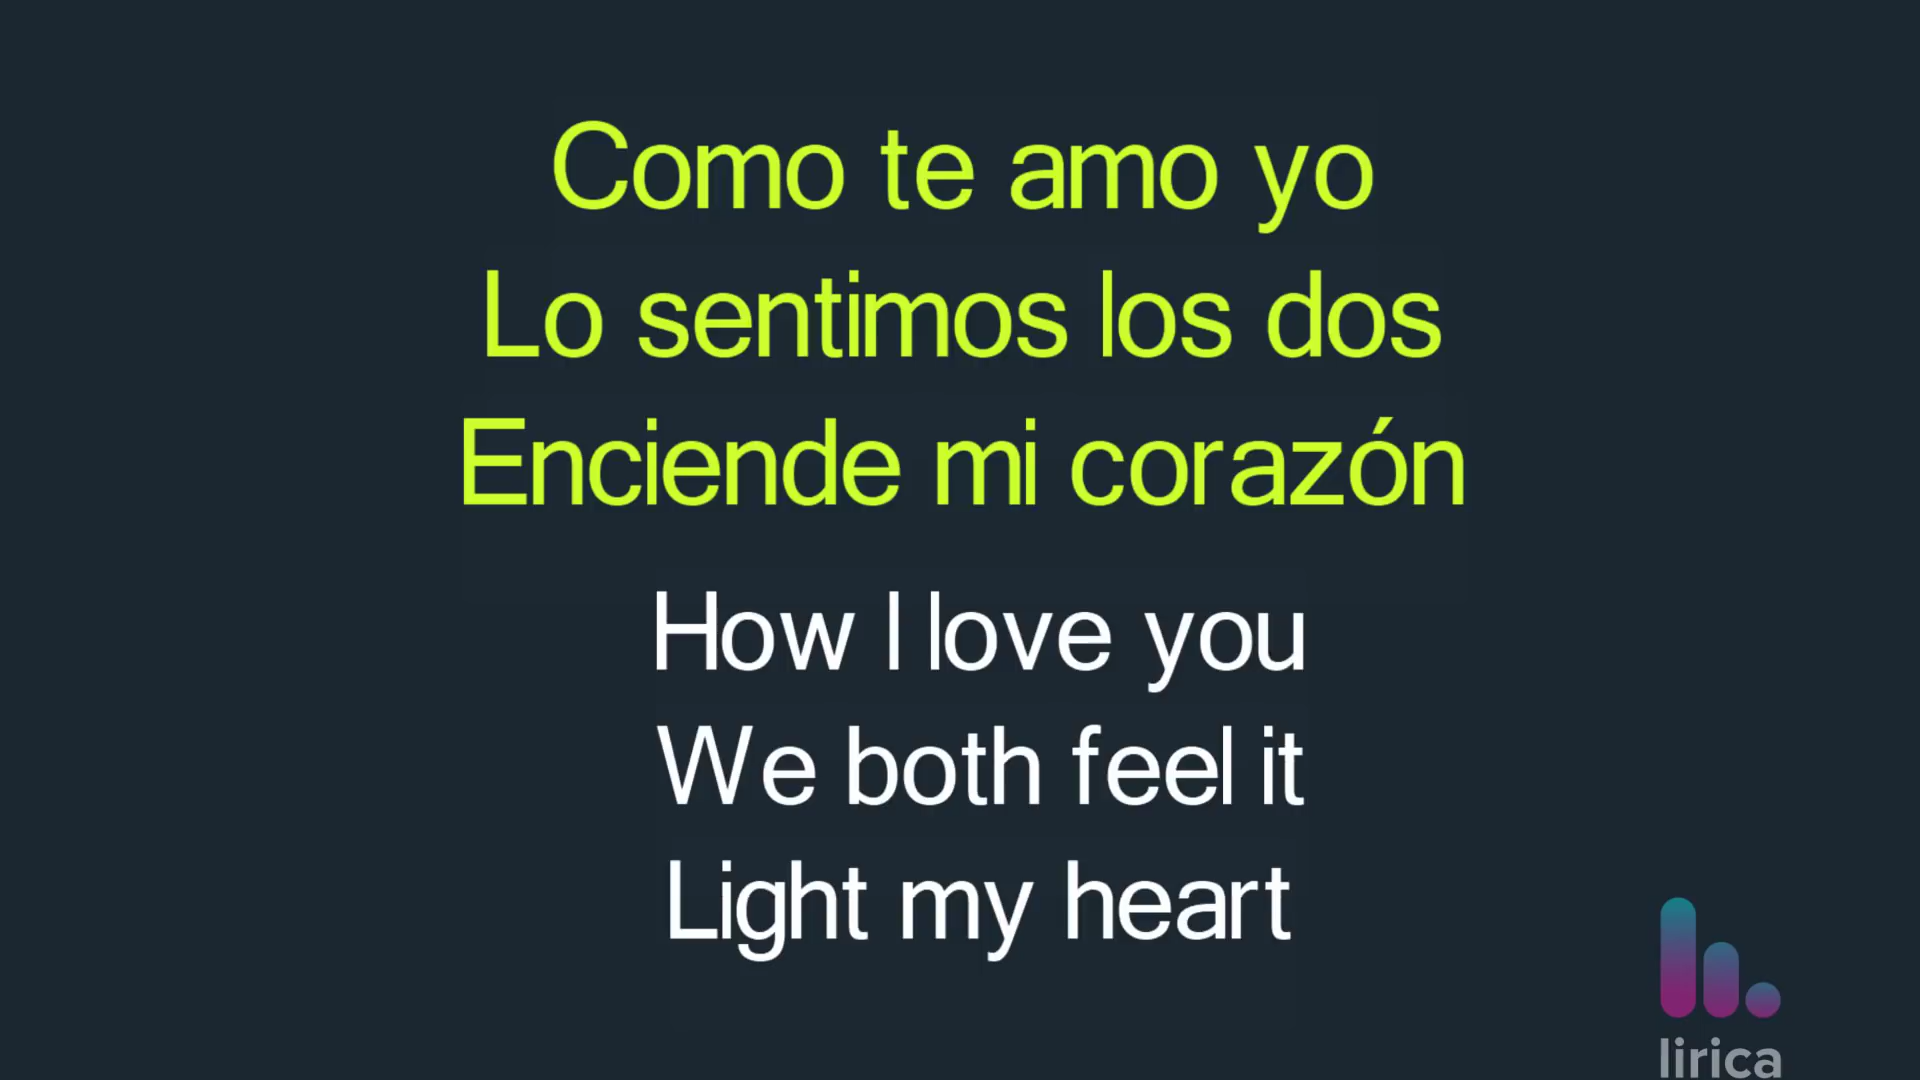 Como te amo yo
Lo sentimos los dos
Enciende mi corazón
How I love you
We both feel it
Light my heart
lirica